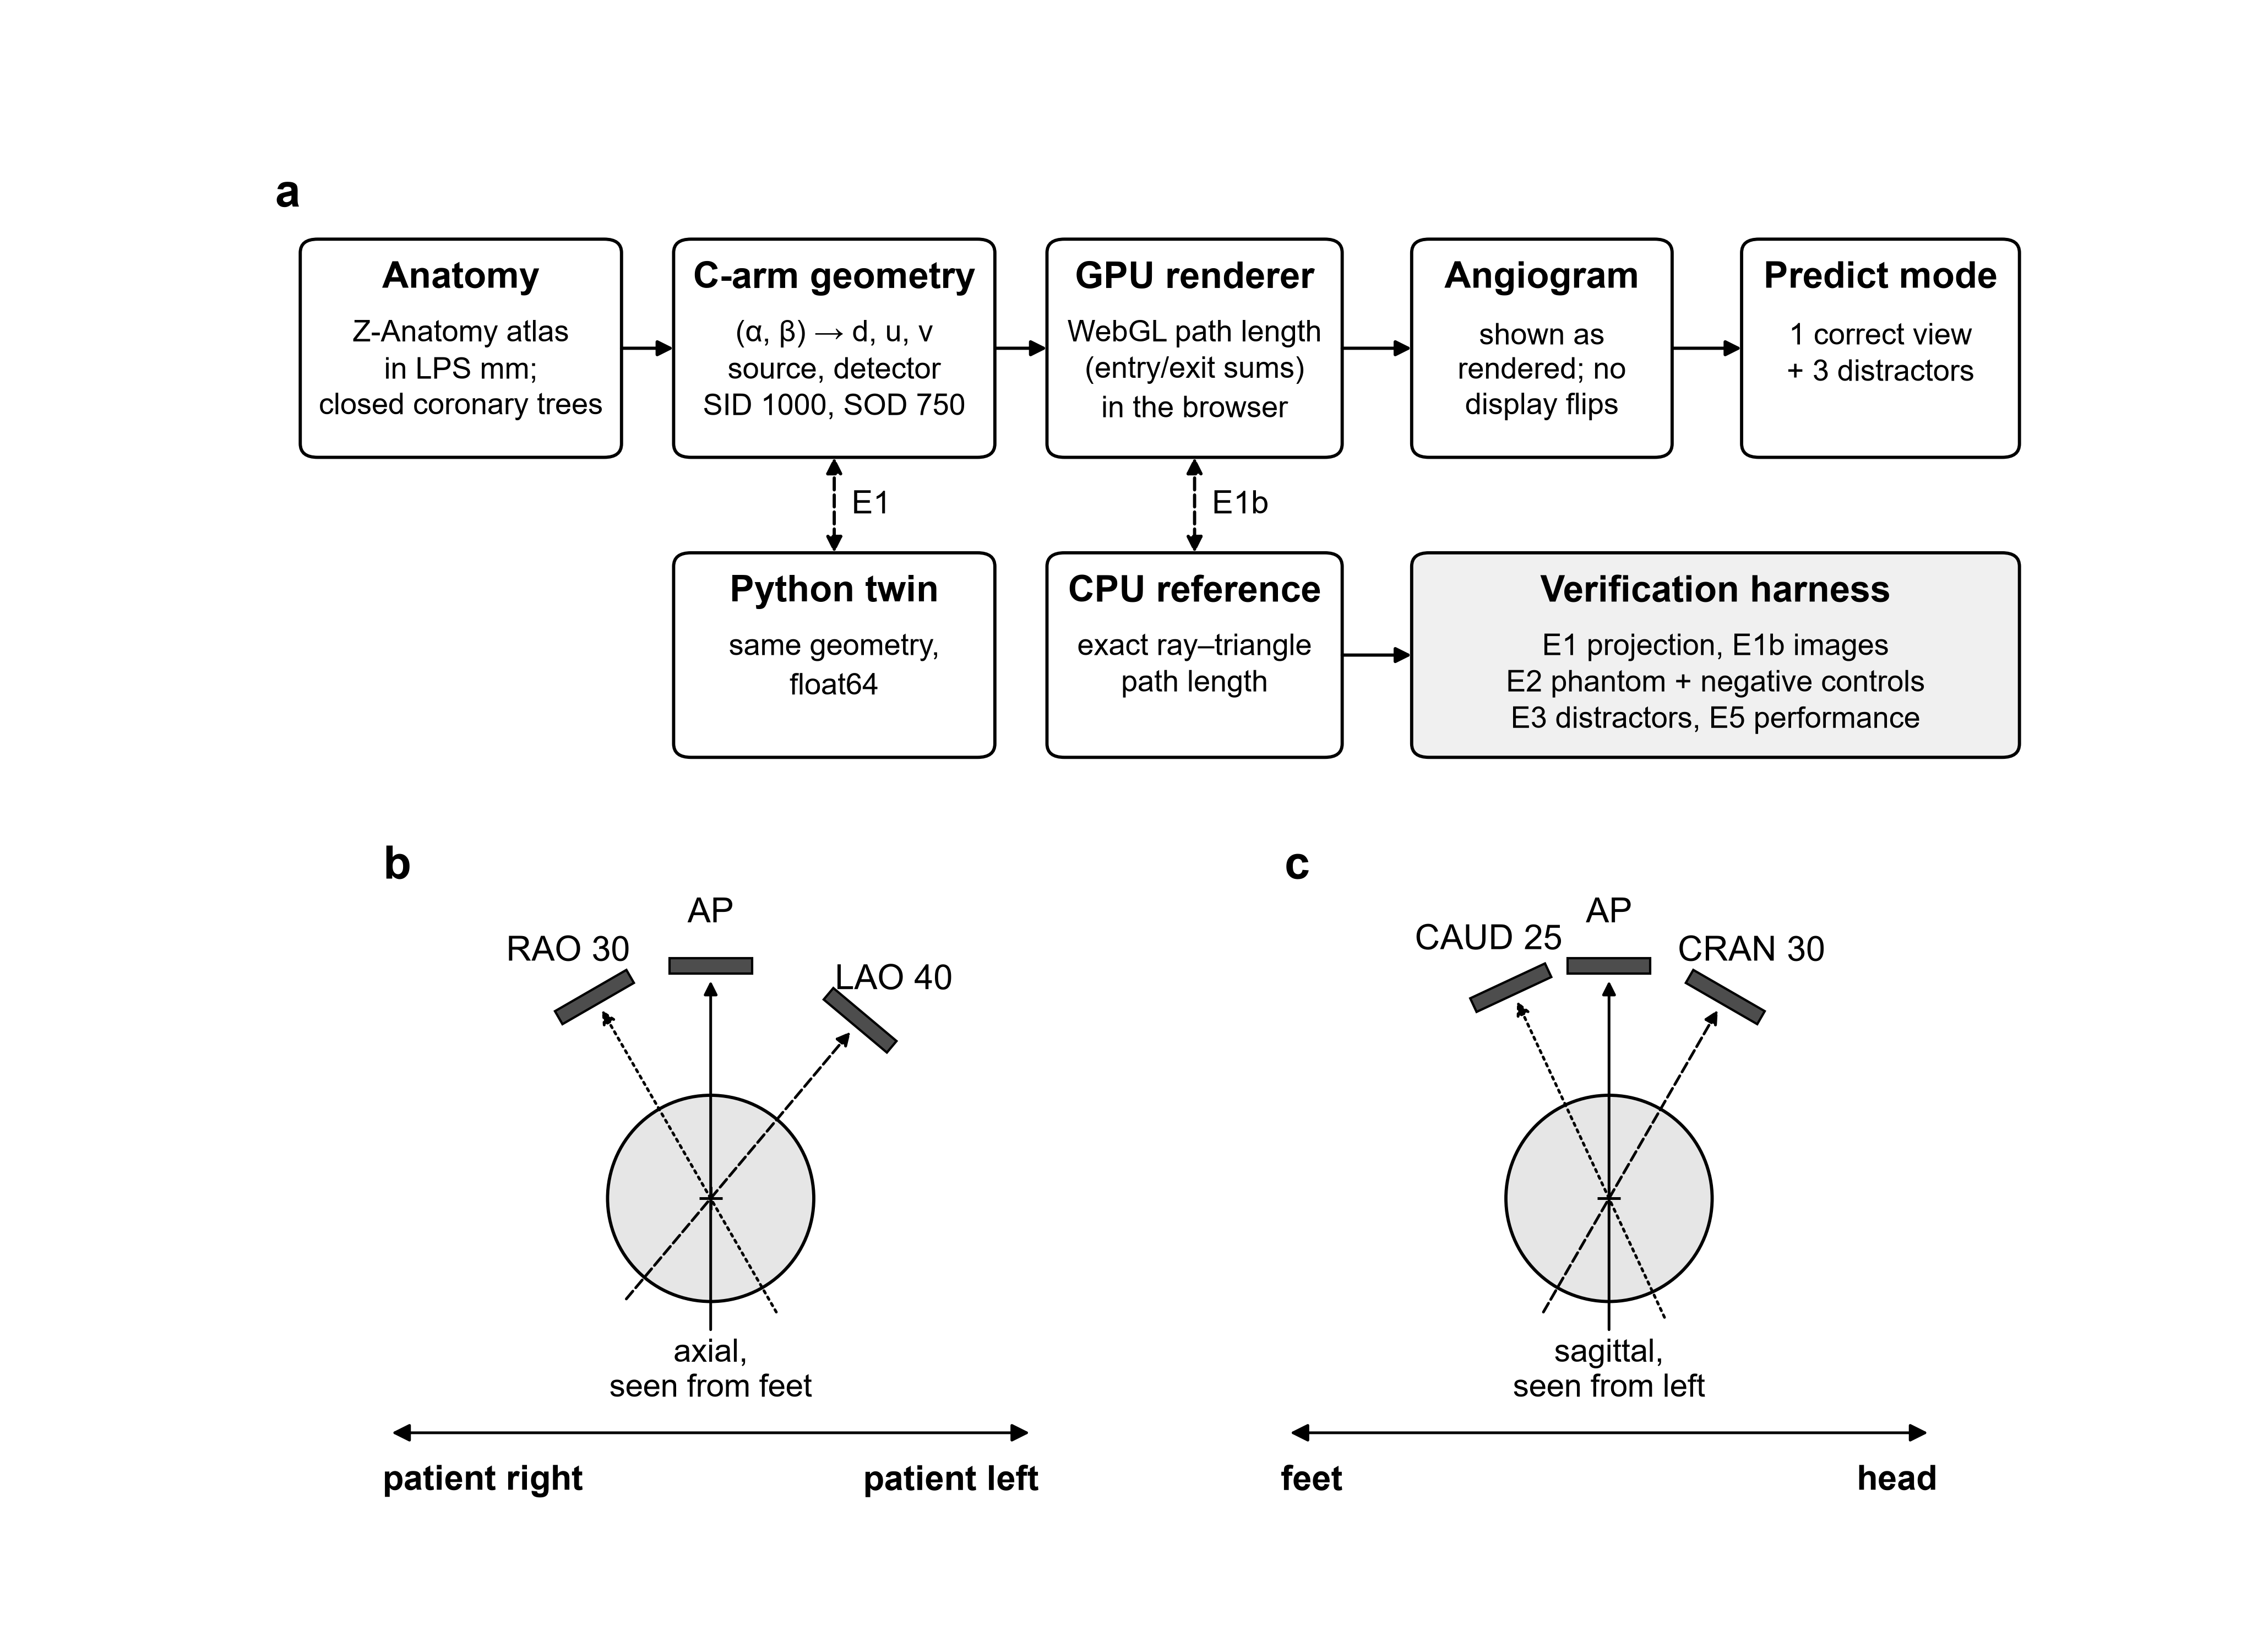 a
Anatomy
Z-Anatomy atlas
in LPS mm;
closed coronary trees
C-arm geometry
(α, β) → d, u, v
source, detector
SID 1000, SOD 750
GPU renderer
WebGL path length
(entry/exit sums)
in the browser
Angiogram
shown as
rendered; no
display flips
Predict mode
1 correct view
+ 3 distractors
E1
E1b
Python twin
same geometry,
float64
CPU reference
exact ray–triangle
path length
Verification harness
E1 projection, E1b images
E2 phantom + negative controls
E3 distractors, E5 performance
b
AP
RAO 30
LAO 40
axial,
seen from feet
patient right
patient left
c
AP
CAUD 25
CRAN 30
sagittal,
seen from left
feet
head